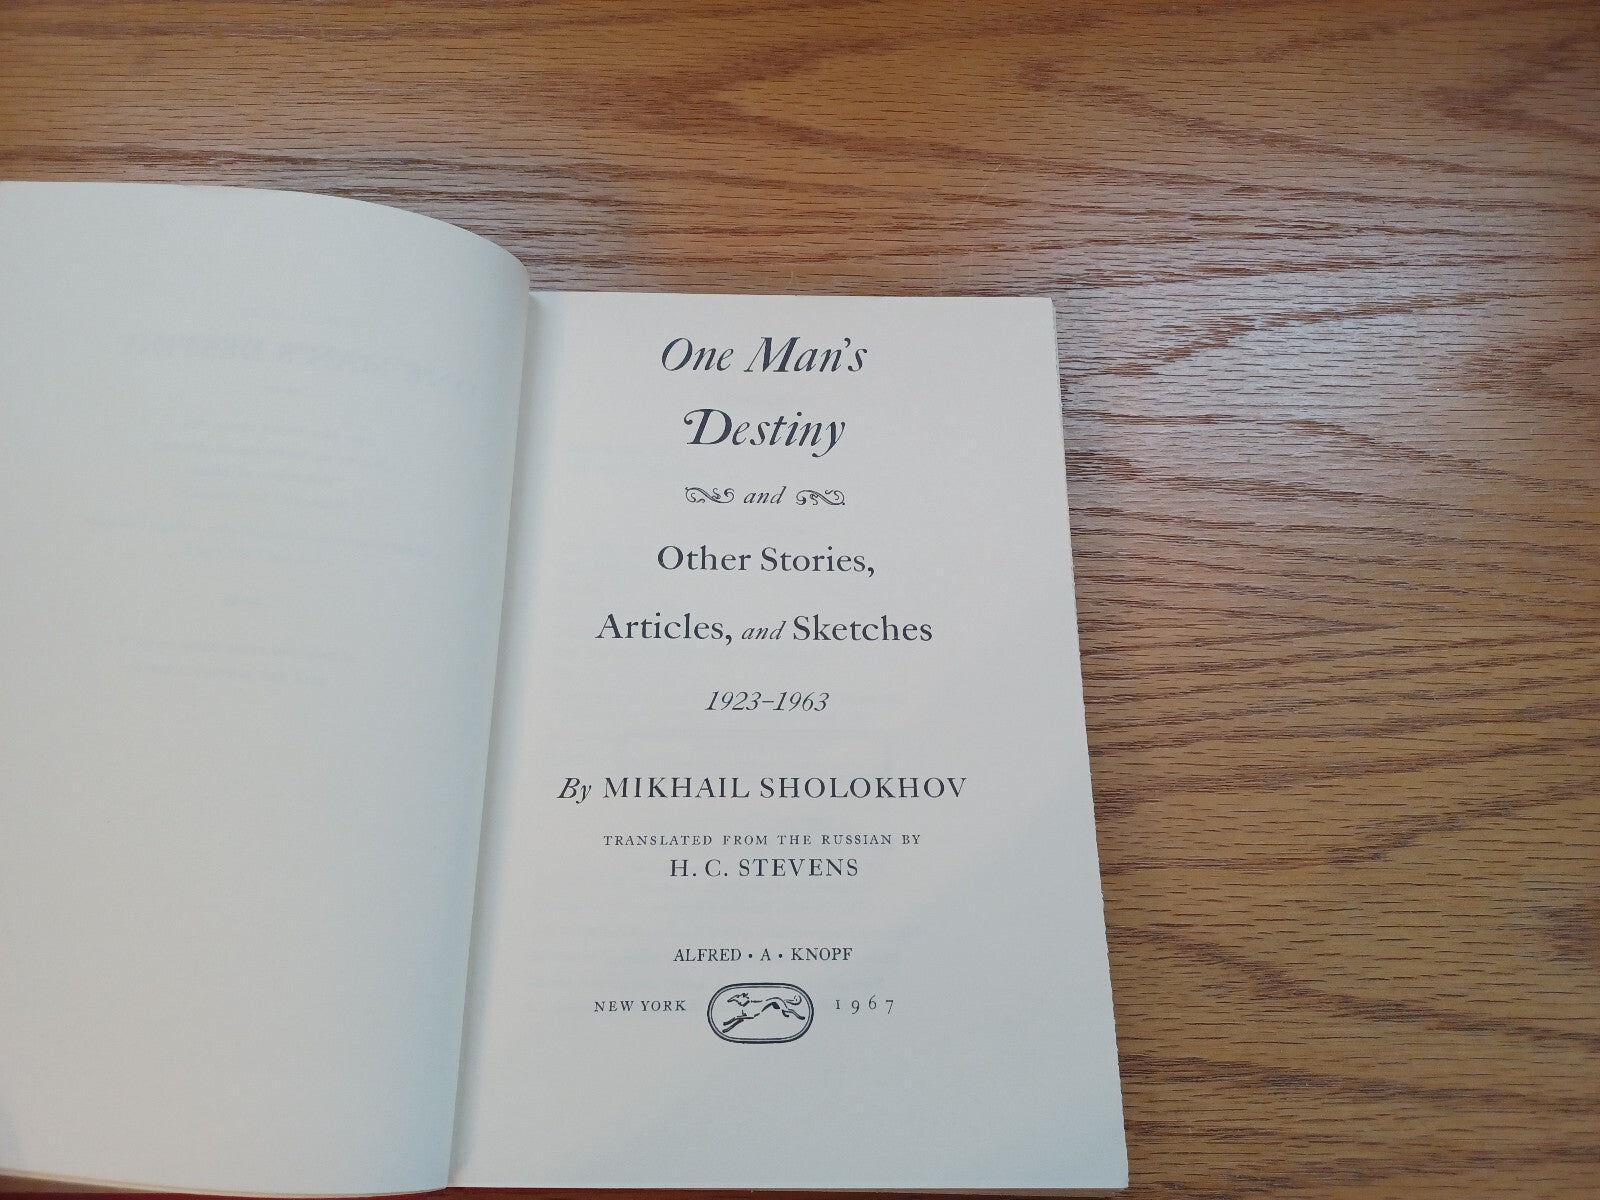 One Man's
Destiny
and
Other Stories,
Articles, and Sketches
1923–1963
By MIKHAIL SHOLOKHOV
TRANSLATED FROM THE RUSSIAN BY
H. C. STEVENS
ALFRED · A · KNOPF
NEW YORK 1967